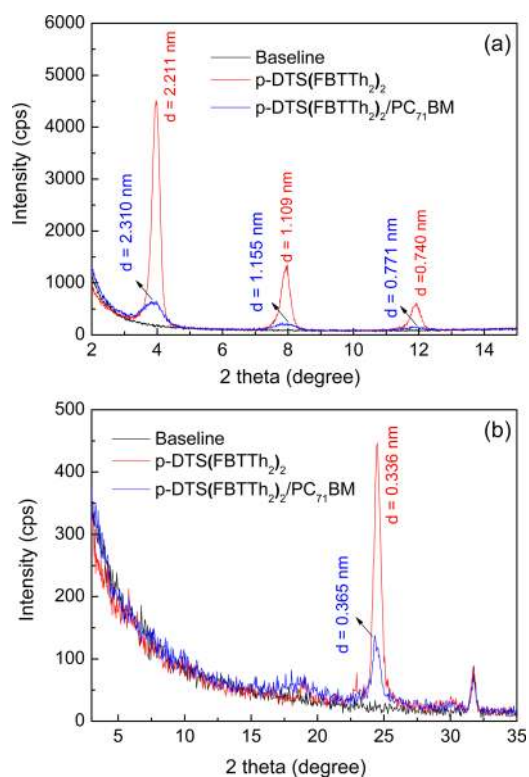 (a)
Baseline
p-DTS(FBTTh₂)₂
p-DTS(FBTTh₂)₂/PC₇₁BM
d = 2.211 nm
d = 2.310 nm
d = 1.155 nm
d = 1.109 nm
d = 0.771 nm
d =0.740 nm
Intensity (cps)
6000
5000
4000
3000
2000
1000
0
2 4 6 8 10 12 14
2 theta (degree)
(b)
Baseline
p-DTS(FBTTh₂)₂
p-DTS(FBTTh₂)₂/PC₇₁BM
d = 0.336 nm
d = 0.365 nm
Intensity (cps)
500
400
300
200
100
0
5 10 15 20 25 30 35
2 theta (degree)